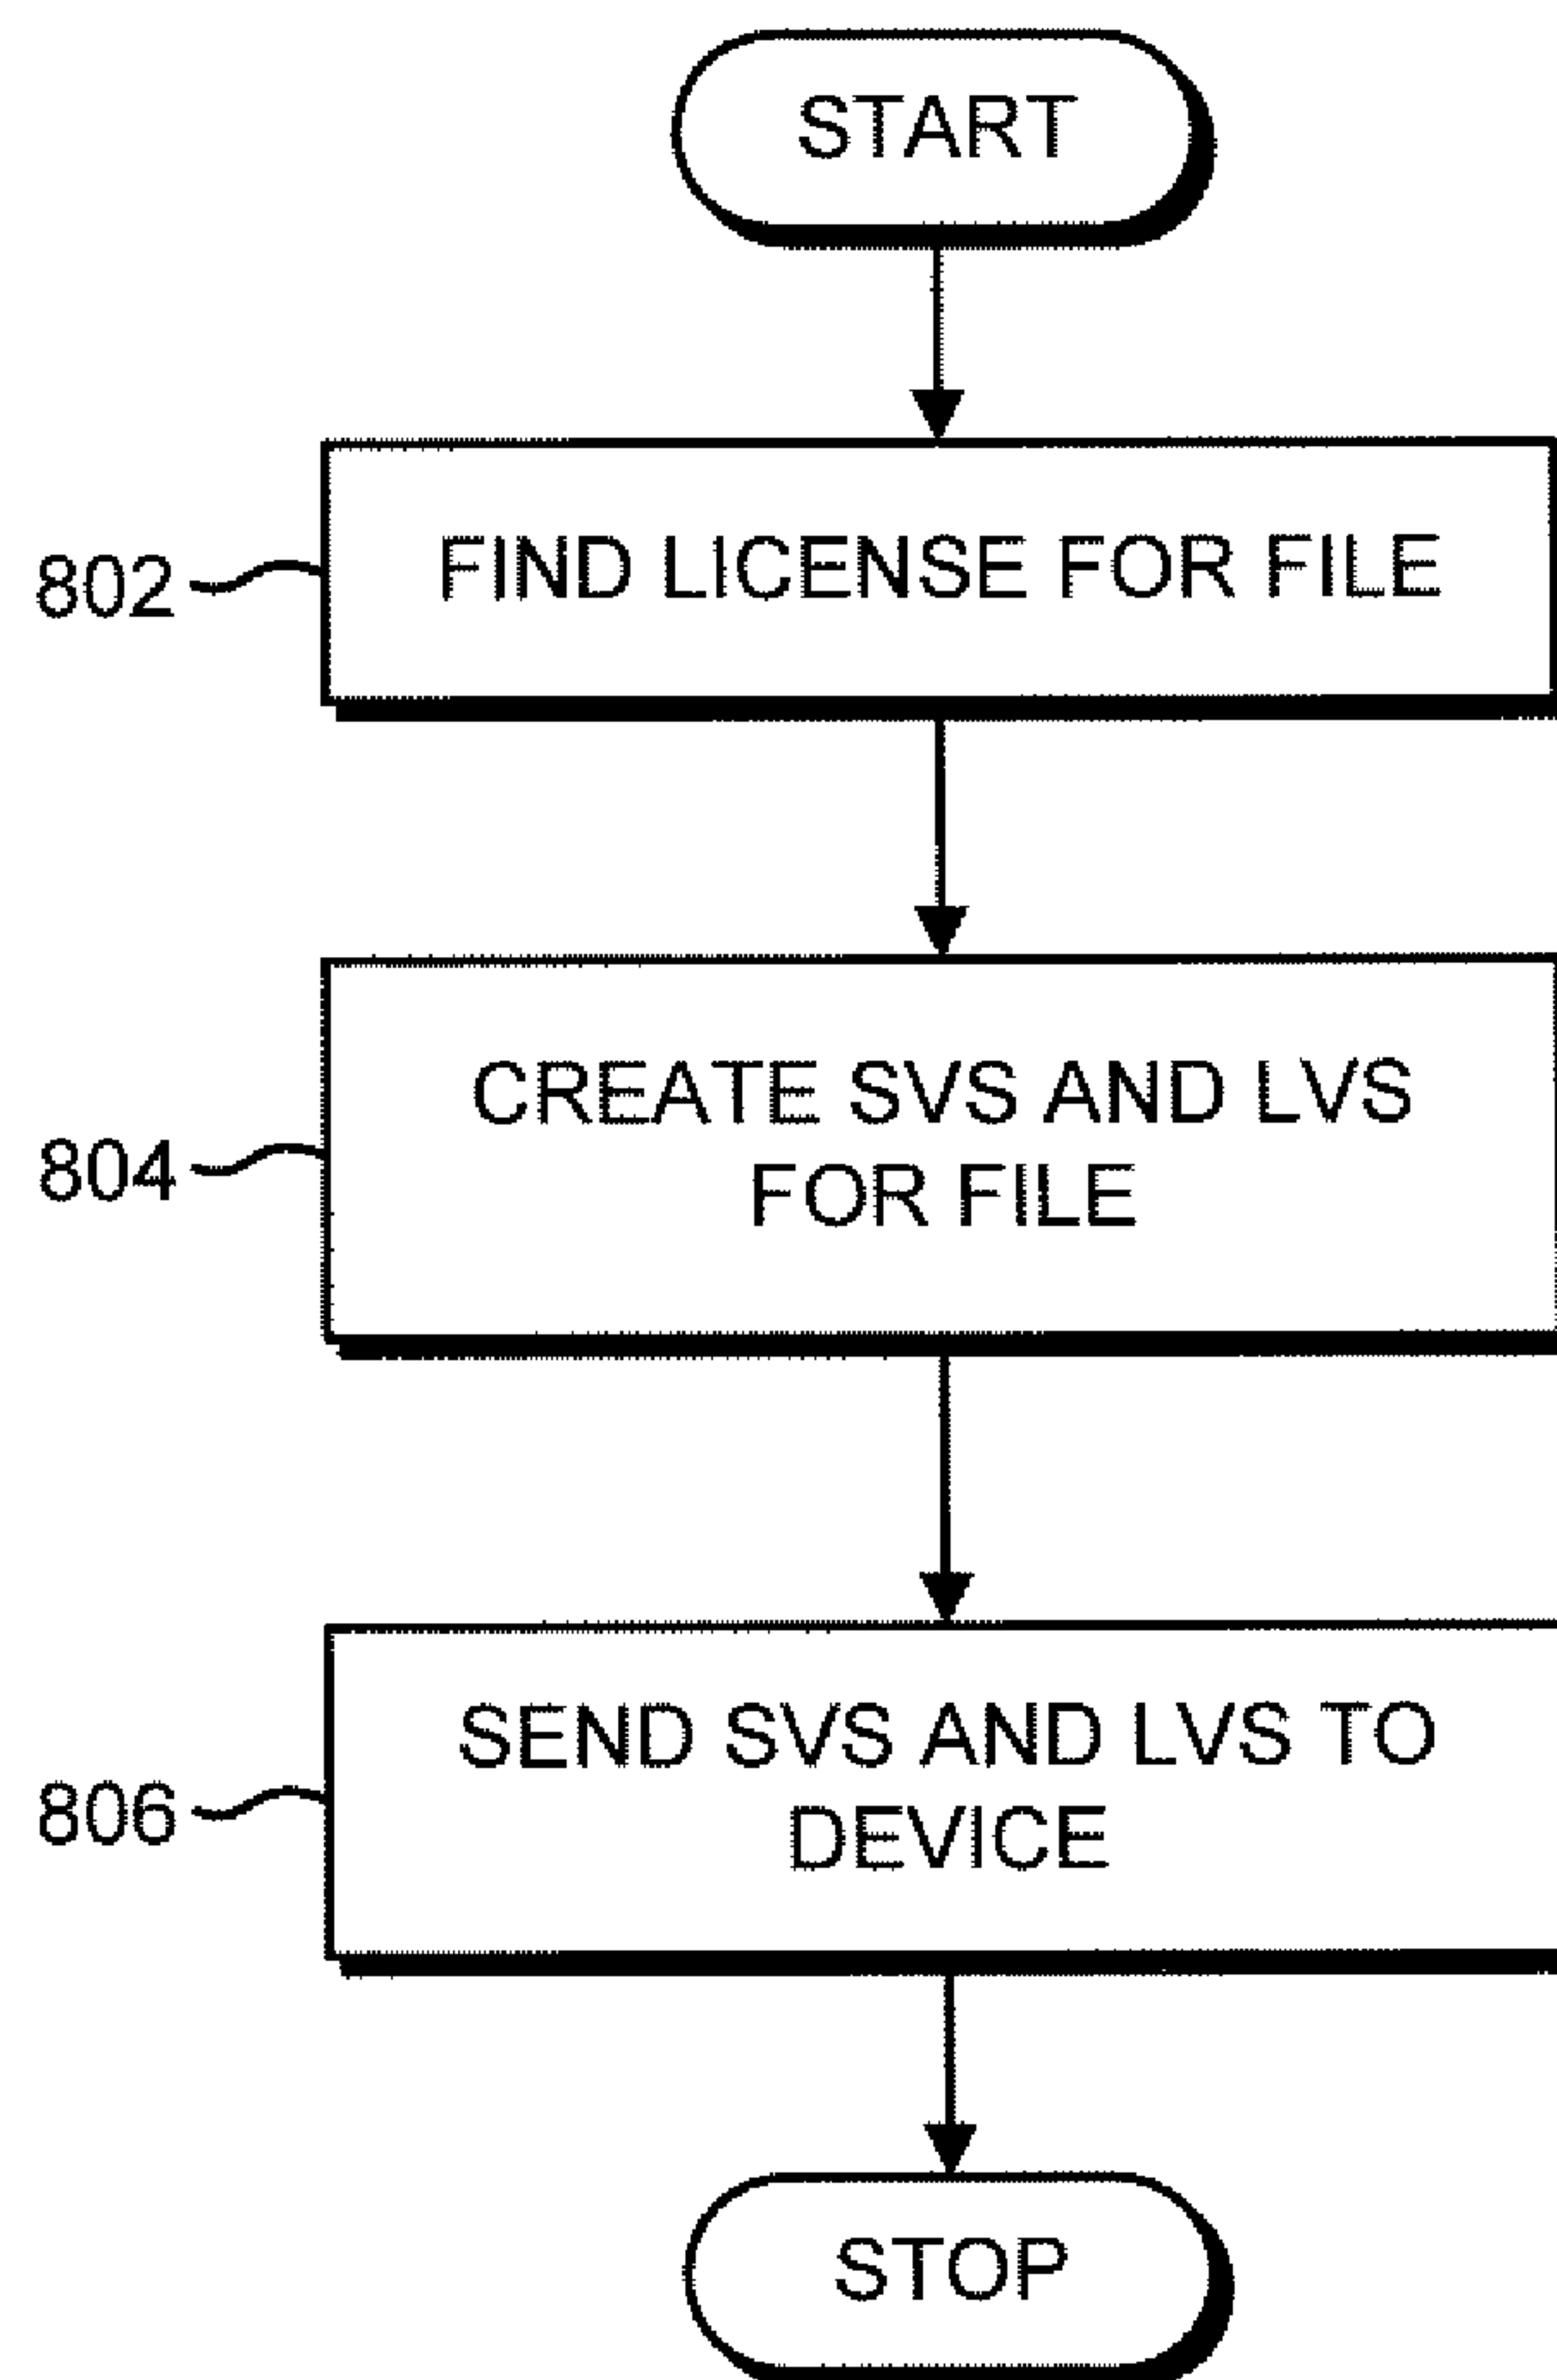 START
802
FIND LICENSE FOR FILE
804
CREATE SVS AND LVS
FOR FILE
806
SEND SVS AND LVS TO
DEVICE
STOP